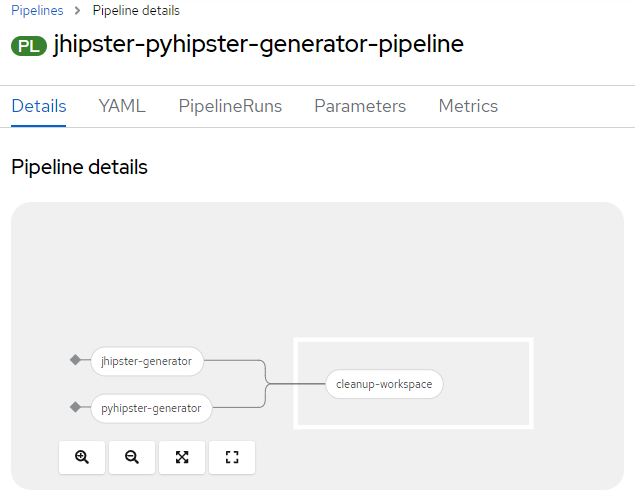 Pipelines > Pipeline details
PL jhipster-pyhipster-generator-pipeline
Details YAML PipelineRuns Parameters Metrics
Pipeline details
jhipster-generator
cleanup-workspace
pyhipster-generator